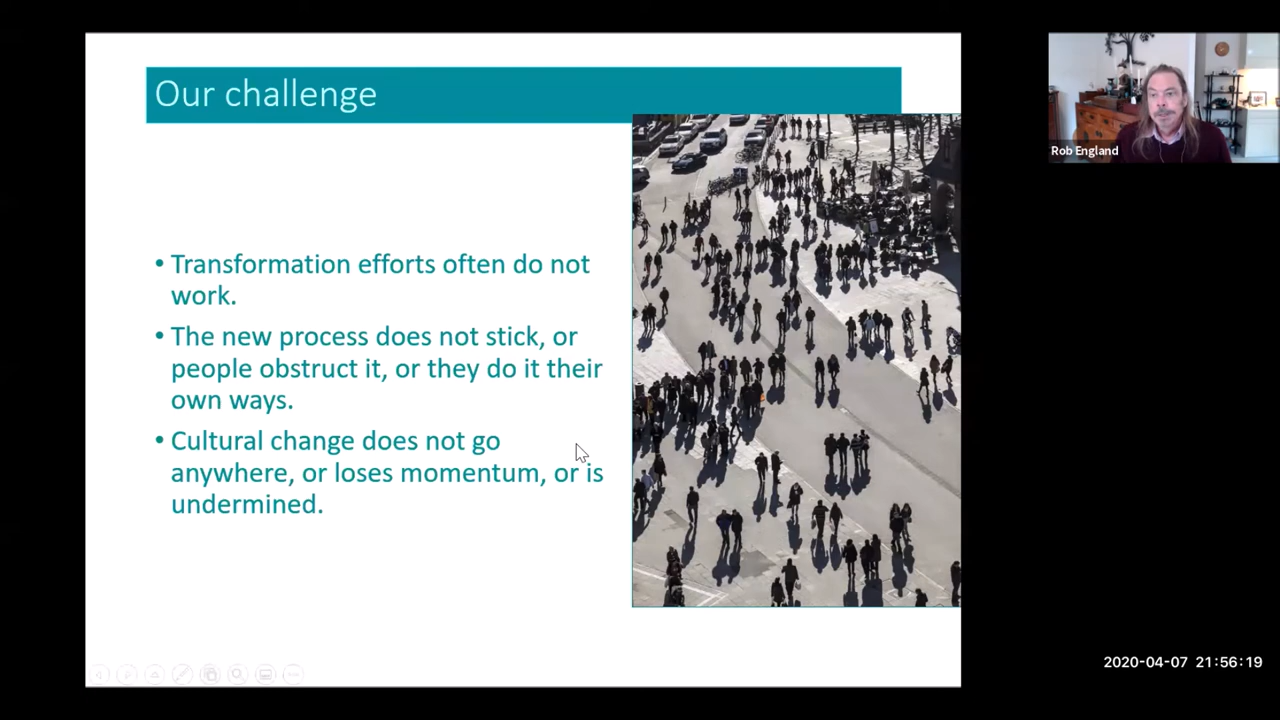 Our challenge
• Transformation efforts often do not
work.
• The new process does not stick, or
people obstruct it, or they do it their
own ways.
• Cultural change does not go
anywhere, or loses momentum, or is
undermined.
Rob England
2020-04-07 21:56:19